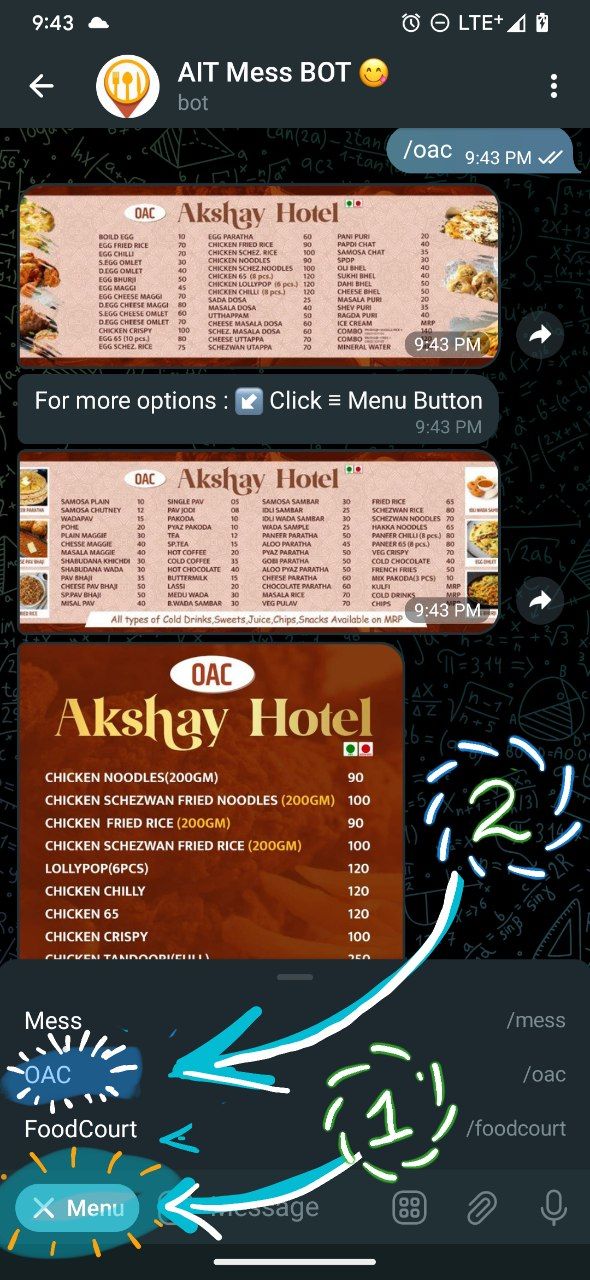 9:43 LTE+
AIT Mess BOT 😋
bot
/oac 9:43 PM
OAC Akshay Hotel
BOILD EGG 10 EGG PARATHA 60 PANI PURI 20
EGG FRIED RICE 70 CHICKEN FRIED RICE 90 PAPDI CHAT 40
EGG CHILLI 70 CHICKEN SCHEZ. RICE 100 SAMOSA CHAT 35
S.EGG OMLET 30 CHICKEN NOODLES 90 SPDP 30
D.EGG OMLET 40 CHICKEN SCHEZ.NOODLES 100 OLI BHEL 40
EGG BHURJI 50 CHICKEN 65 (8 pcs.) 120 SUKHI BHEL 40
EGG MAGGI 45 CHICKEN LOLLYPOP (6 pcs.) 120 DAHI BHEL 50
EGG CHEESE MAGGI 70 CHICKEN CHILLI (8 pcs.) 120 CHEESE BHEL 50
D.EGG CHEESE MAGGI 80 SADA DOSA 25 MASALA PURI 20
S.EGG CHEESE OMLET 60 MASALA DOSA 40 SHEV PURI 35
D.EGG CHEESE OMLET 70 UTTHAPPAM 50 RAGDA PURI 40
CHICKEN CRISPY 100 CHEESE MASALA DOSA 60 ICE CREAM MRP
EGG 65 (10 pcs.) 80 SCHEZ. MASALA DOSA 60 COMBO 140
EGG SCHEZ. RICE 75 CHEESE UTTAPPA 70 COMBO
SCHEZWAN UTAPPA 70 MINERAL WATER
9:43 PM
For more options : ↙️ Click ≡ Menu Button
9:43 PM
OAC Akshay Hotel
SAMOSA PLAIN 10 SINGLE PAV 05 SAMOSA SAMBAR 30 FRIED RICE 65
SAMOSA CHUTNEY 12 PAV JODI 08 IDLI SAMBAR 25 SCHEZWAN RICE 80
WADAPAV 15 PAKODA 10 IDLI WADA SAMBAR 30 SCHEZWAN NOODLES 70
POHE 20 PYAZ PAKODA 10 WADA SAMPLE 25 HAKKA NOODLES 65
PLAIN MAGGIE 30 TEA 12 PANEER PARATHA 50 PANEER CHILLI (8 pc) 80
CHESSE MAGGIE 40 SP.TEA 15 ALOO PARATHA 35 PANEER 65 (8 pcs.) 80
MASALA MAGGIE 40 HOT COFFEE 20 PYAZ PARATHA 50 VEG CRISPY 70
SHABUDANA KHICHDI 30 COLD COFFEE 35 GOBI PARATHA 50 COLD CHOCOLATE 40
SHABUDANA WADA 30 HOT CHOCOLATE 40 ALOO PYAZ PARATHA 50 FRENCH FRIES 50
PAV BHAJI 35 BUTTERMILK 15 CHEESE PARATHA 60 MIX PAKODA(3 PCS) 10
CHEESE PAV BHAJI 50 LASSI 20 CHOCOLATE PARATHA 60 KULFI MRP
SP.PAV BHAJI 50 MEDU WADA 30 MASALA RICE 70 COLD DRINKS MRP
MISAL PAV 40 B.WADA SAMBAR 30 VEG PULAV 70 CHIPS
All types of Cold Drinks,Sweets,Juice,Chips,Snacks Available on MRP
9:43 PM
OAC
Akshay Hotel
CHICKEN NOODLES(200GM) 90
CHICKEN SCHEZWAN FRIED NOODLES (200GM) 100
CHICKEN FRIED RICE (200GM) 90
CHICKEN SCHEZWAN FRIED RICE (200GM) 100
LOLLYPOP(6PCS) 120
CHICKEN CHILLY 120
CHICKEN 65 120
CHICKEN CRISPY 100
CHICKEN TANDOORI(FULL) 250
2
Mess /mess
OAC /oac
1
FoodCourt /foodcourt
Menu Message